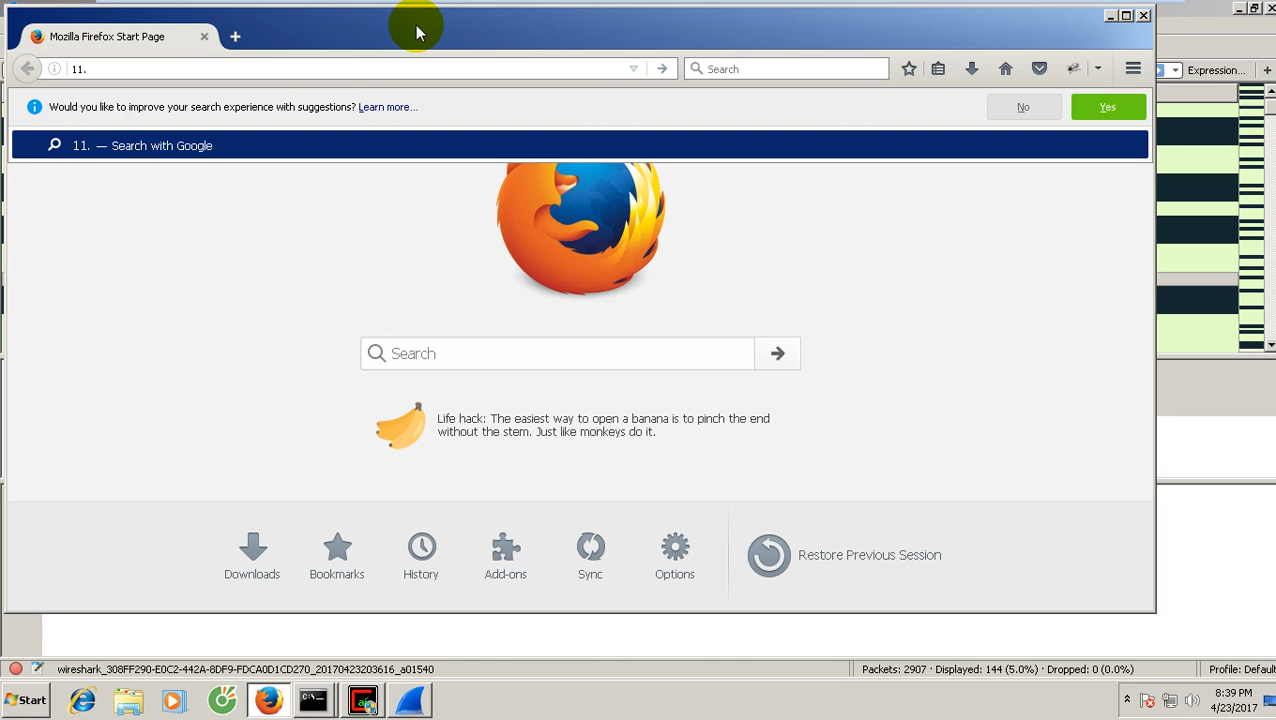 Mozilla Firefox Start Page
11.
Search
Expression...
Would you like to improve your search experience with suggestions? Learn more...
No
Yes
11. — Search with Google
Search
Life hack: The easiest way to open a banana is to pinch the end
without the stem. Just like monkeys do it.
Downloads
Bookmarks
History
Add-ons
Sync
Options
Restore Previous Session
wireshark_308FF290-E0C2-442A-8DF9-FDCA0D1CD270_20170423203616_a01540
Packets: 2907 · Displayed: 144 (5.0%) · Dropped: 0 (0.0%)
Profile: Default
Start
C:\
8:39 PM
4/23/2017